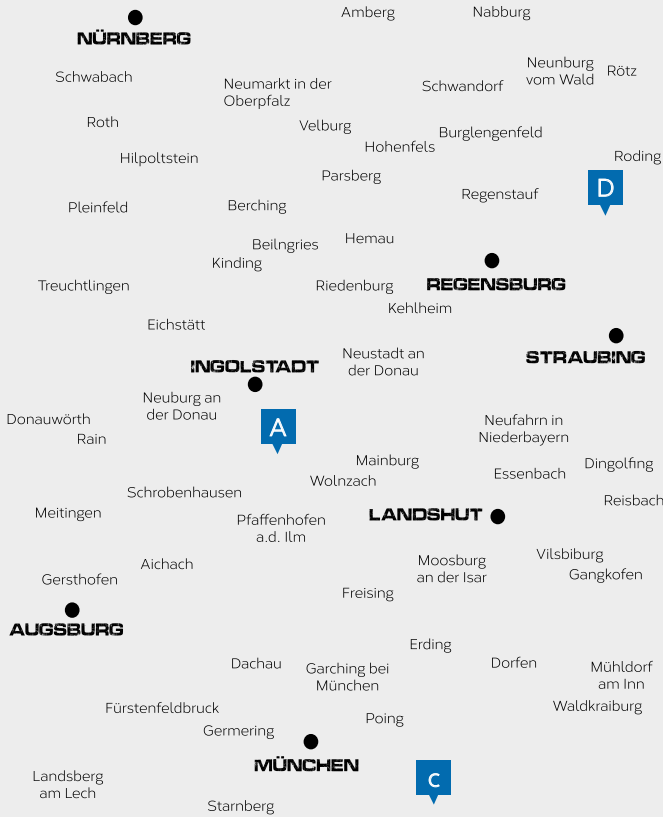 Amberg
Nabburg
NÜRNBERG
Neunburg
vom Wald
Rötz
Schwabach
Neumarkt in der
Oberpfalz
Schwandorf
Roth
Velburg
Burglengenfeld
Hohenfels
Hilpoltstein
Roding
Parsberg
D
Regenstauf
Pleinfeld
Berching
Hemau
Beilngries
Kinding
Treuchtlingen
Riedenburg
REGENSBURG
Kehlheim
Eichstätt
Neustadt an
der Donau
STRAUBING
INGOLSTADT
Neuburg an
der Donau
Donauwörth
Rain
A
Neufahrn in
Niederbayern
Mainburg
Dingolfing
Essenbach
Wolnzach
Schrobenhausen
Reisbach
Meitingen
Pfaffenhofen
a.d. Ilm
LANDSHUT
Vilsbiburg
Moosburg
an der Isar
Aichach
Gangkofen
Gersthofen
Freising
AUGSBURG
Erding
Dachau
Garching bei
München
Dorfen
Mühldorf
am Inn
Fürstenfeldbruck
Waldkraiburg
Poing
Germering
MÜNCHEN
Landsberg
am Lech
c
Starnberg